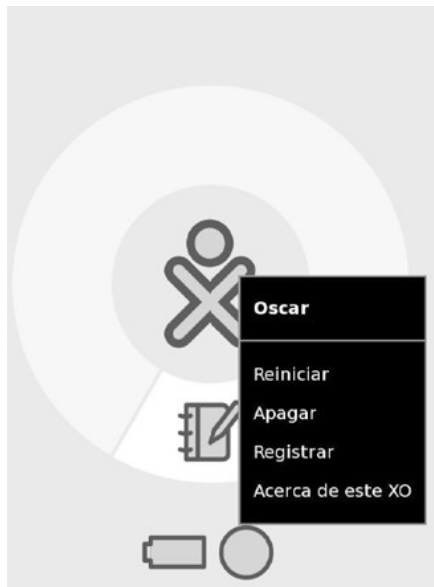 Oscar
Reiniciar
Apagar
Registrar
Acerca de este XO